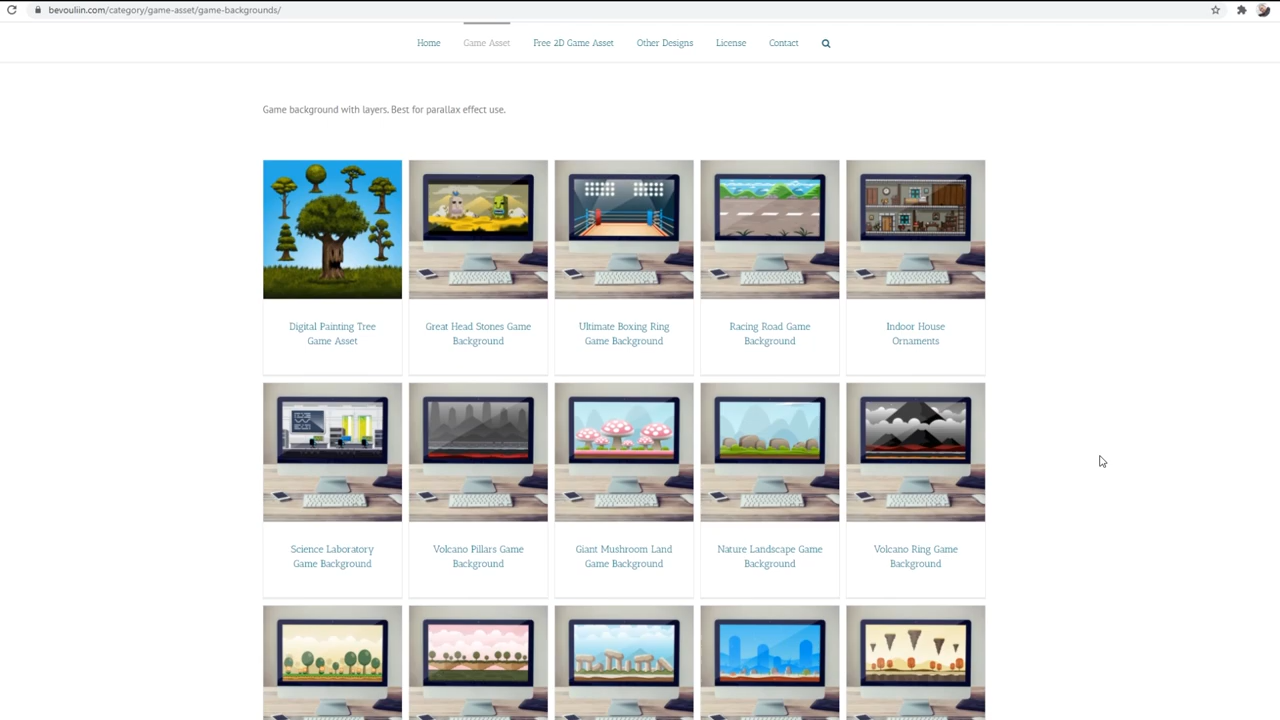 bevouliin.com/category/game-asset/game-backgrounds/
Home Game Asset Free 2D Game Asset Other Designs License Contact
Game background with layers. Best for parallax effect use.
Digital Painting Tree
Game Asset
Great Head Stones Game
Background
Ultimate Boxing Ring
Game Background
Racing Road Game
Background
Indoor House
Ornaments
Science Laboratory
Game Background
Volcano Pillars Game
Background
Giant Mushroom Land
Game Background
Nature Landscape Game
Background
Volcano Ring Game
Background